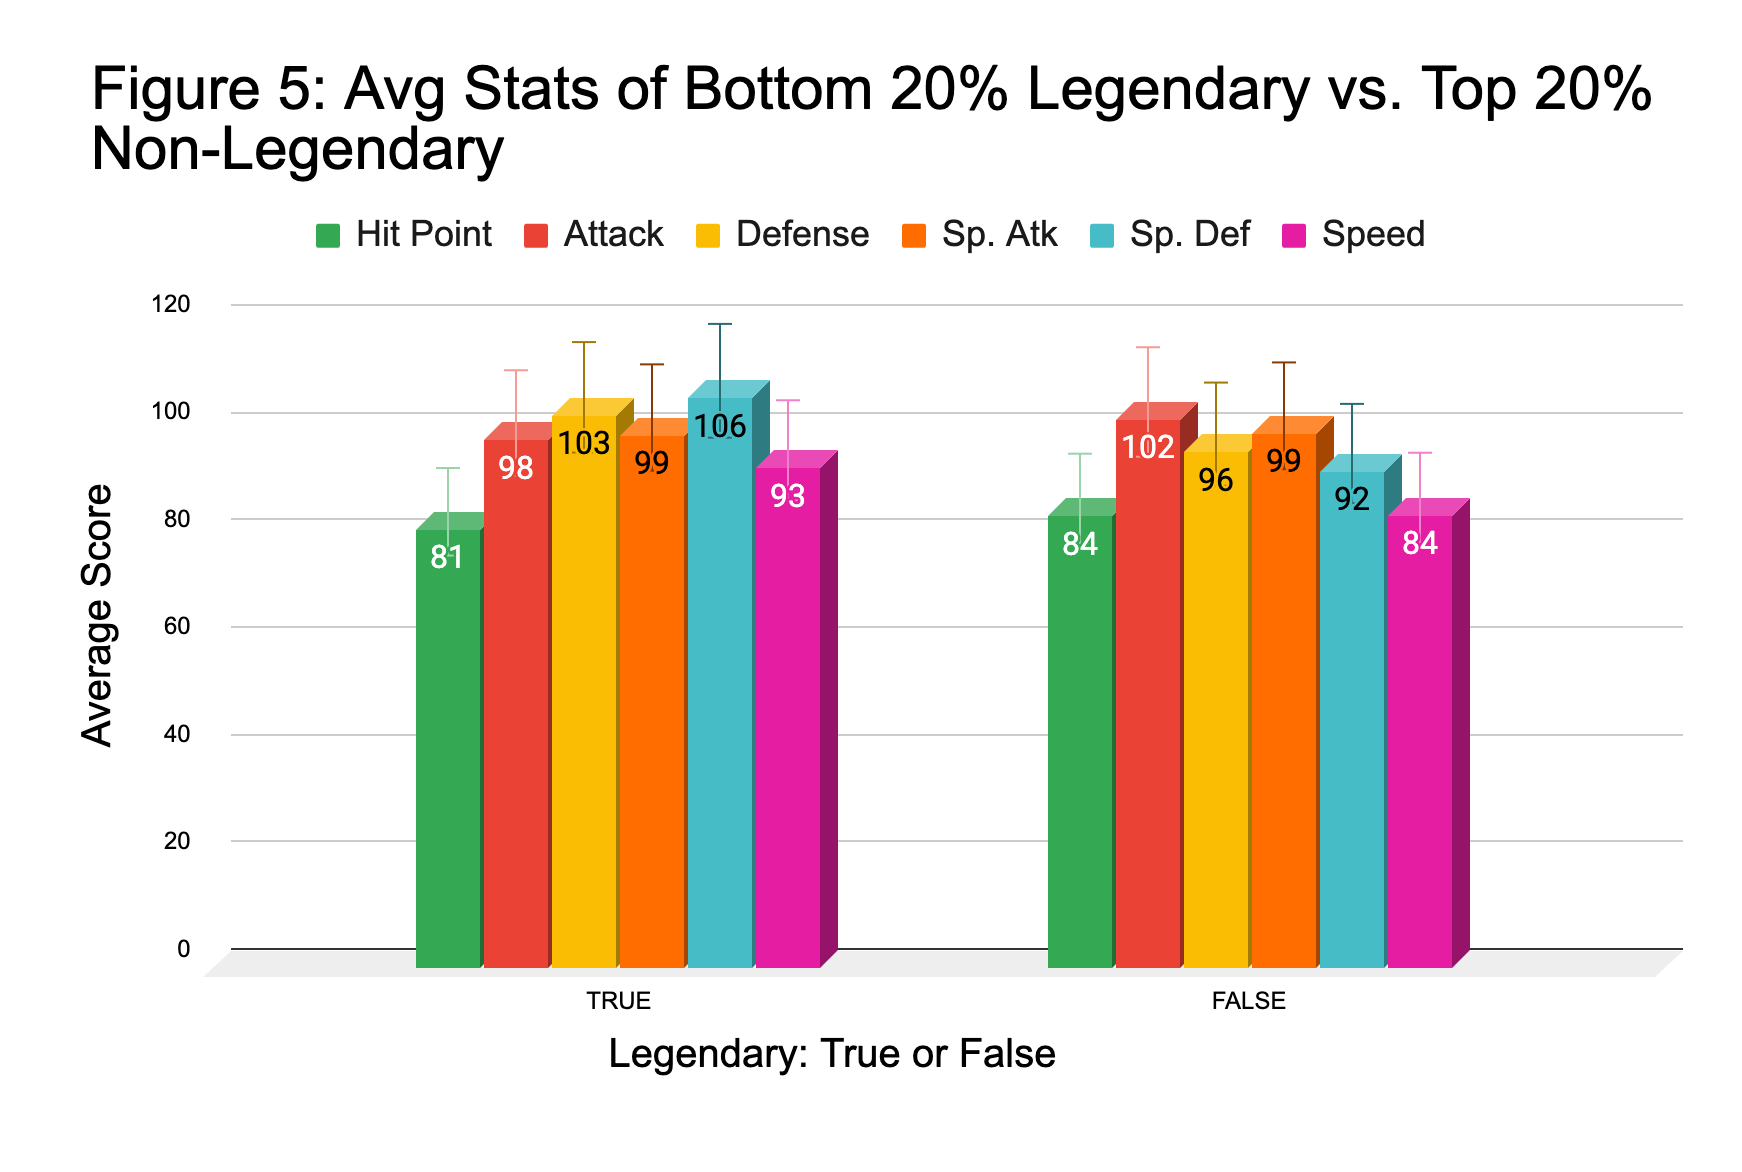 Figure 5: Avg Stats of Bottom 20% Legendary vs. Top 20%
Non-Legendary
Hit Point Attack Defense Sp. Atk Sp. Def Speed
Average Score
120
100
80
60
40
20
0
81 98 103 99 106 93
84 102 96 99 92 84
TRUE FALSE
Legendary: True or False